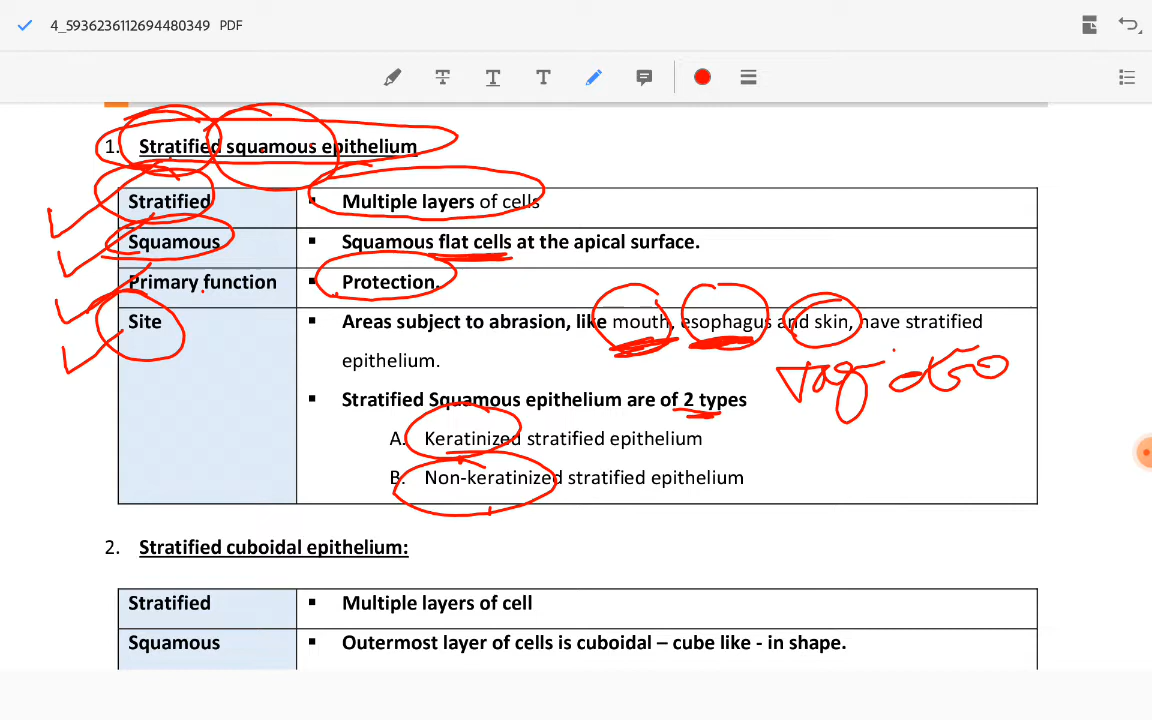 4_5936236112694480349 PDF
1. Stratified squamous epithelium
Stratified ▪ Multiple layers of cells
Squamous ▪ Squamous flat cells at the apical surface.
Primary function ▪ Protection.
Site ▪ Areas subject to abrasion, like mouth, esophagus and skin, have stratified
epithelium.
▪ Stratified Squamous epithelium are of 2 types
A. Keratinized stratified epithelium
B. Non-keratinized stratified epithelium
2. Stratified cuboidal epithelium:
Stratified ▪ Multiple layers of cell
Squamous ▪ Outermost layer of cells is cuboidal – cube like - in shape.